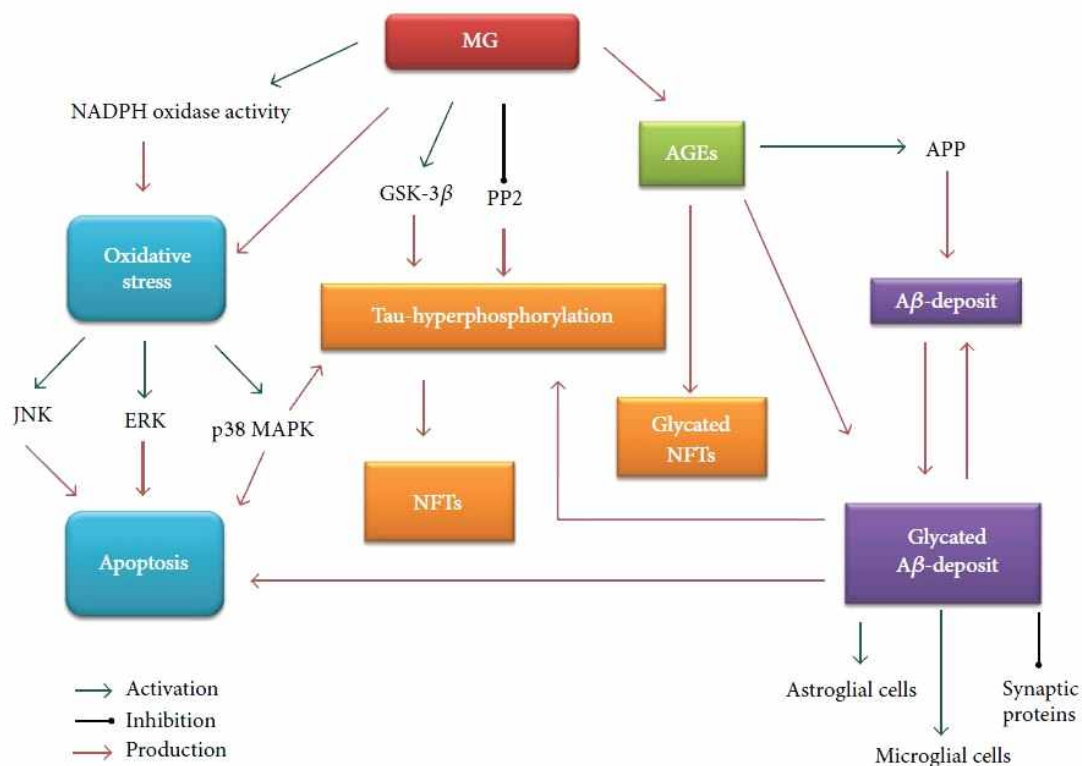 MG
NADPH oxidase activity
AGEs
APP
GSK-3β
PP2
Oxidative
stress
Aβ-deposit
Tau-hyperphosphorylation
JNK
ERK
p38 MAPK
Glycated
NFTs
NFTs
Apoptosis
Glycated
Aβ-deposit
Activation
Inhibition
Production
Astroglial cells
Synaptic
proteins
Microglial cells